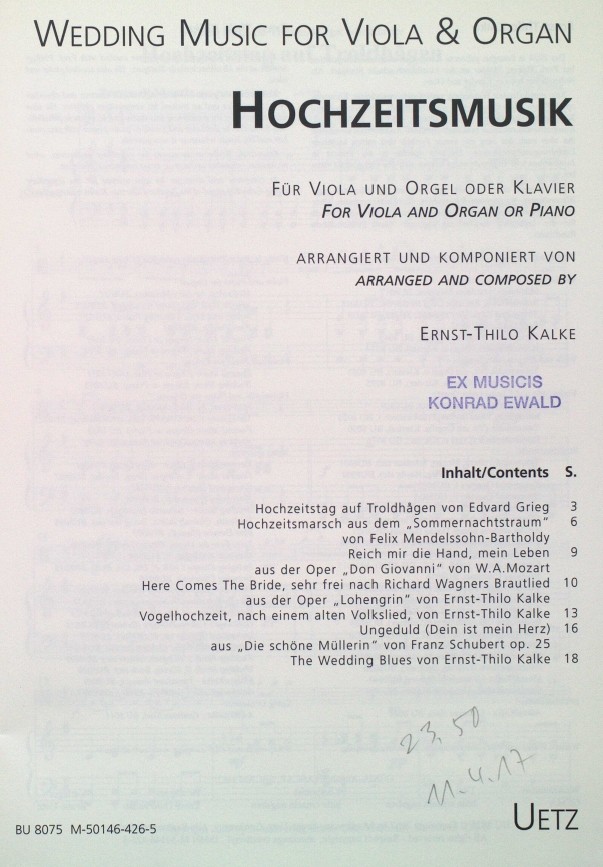 WEDDING MUSIC FOR VIOLA & ORGAN
HOCHZEITSMUSIK
FÜR VIOLA UND ORGEL ODER KLAVIER
FOR VIOLA AND ORGAN OR PIANO
ARRANGIERT UND KOMPONIERT VON
ARRANGED AND COMPOSED BY
ERNST-THILO KALKE
EX MUSICIS
KONRAD EWALD
Inhalt/Contents S.
Hochzeitstag auf Troldhågen von Edvard Grieg 3
Hochzeitsmarsch aus dem „Sommernachtstraum" 6
von Felix Mendelssohn-Bartholdy
Reich mir die Hand, mein Leben 9
aus der Oper „Don Giovanni" von W.A.Mozart
Here Comes The Bride, sehr frei nach Richard Wagners Brautlied 10
aus der Oper „Lohengrin" von Ernst-Thilo Kalke
Vogelhochzeit, nach einem alten Volkslied, von Ernst-Thilo Kalke 13
Ungeduld (Dein ist mein Herz) 16
aus „Die schöne Müllerin" von Franz Schubert op. 25
The Wedding Blues von Ernst-Thilo Kalke 18
23,50
11.4.17
UETZ
BU 8075 M-50146-426-5